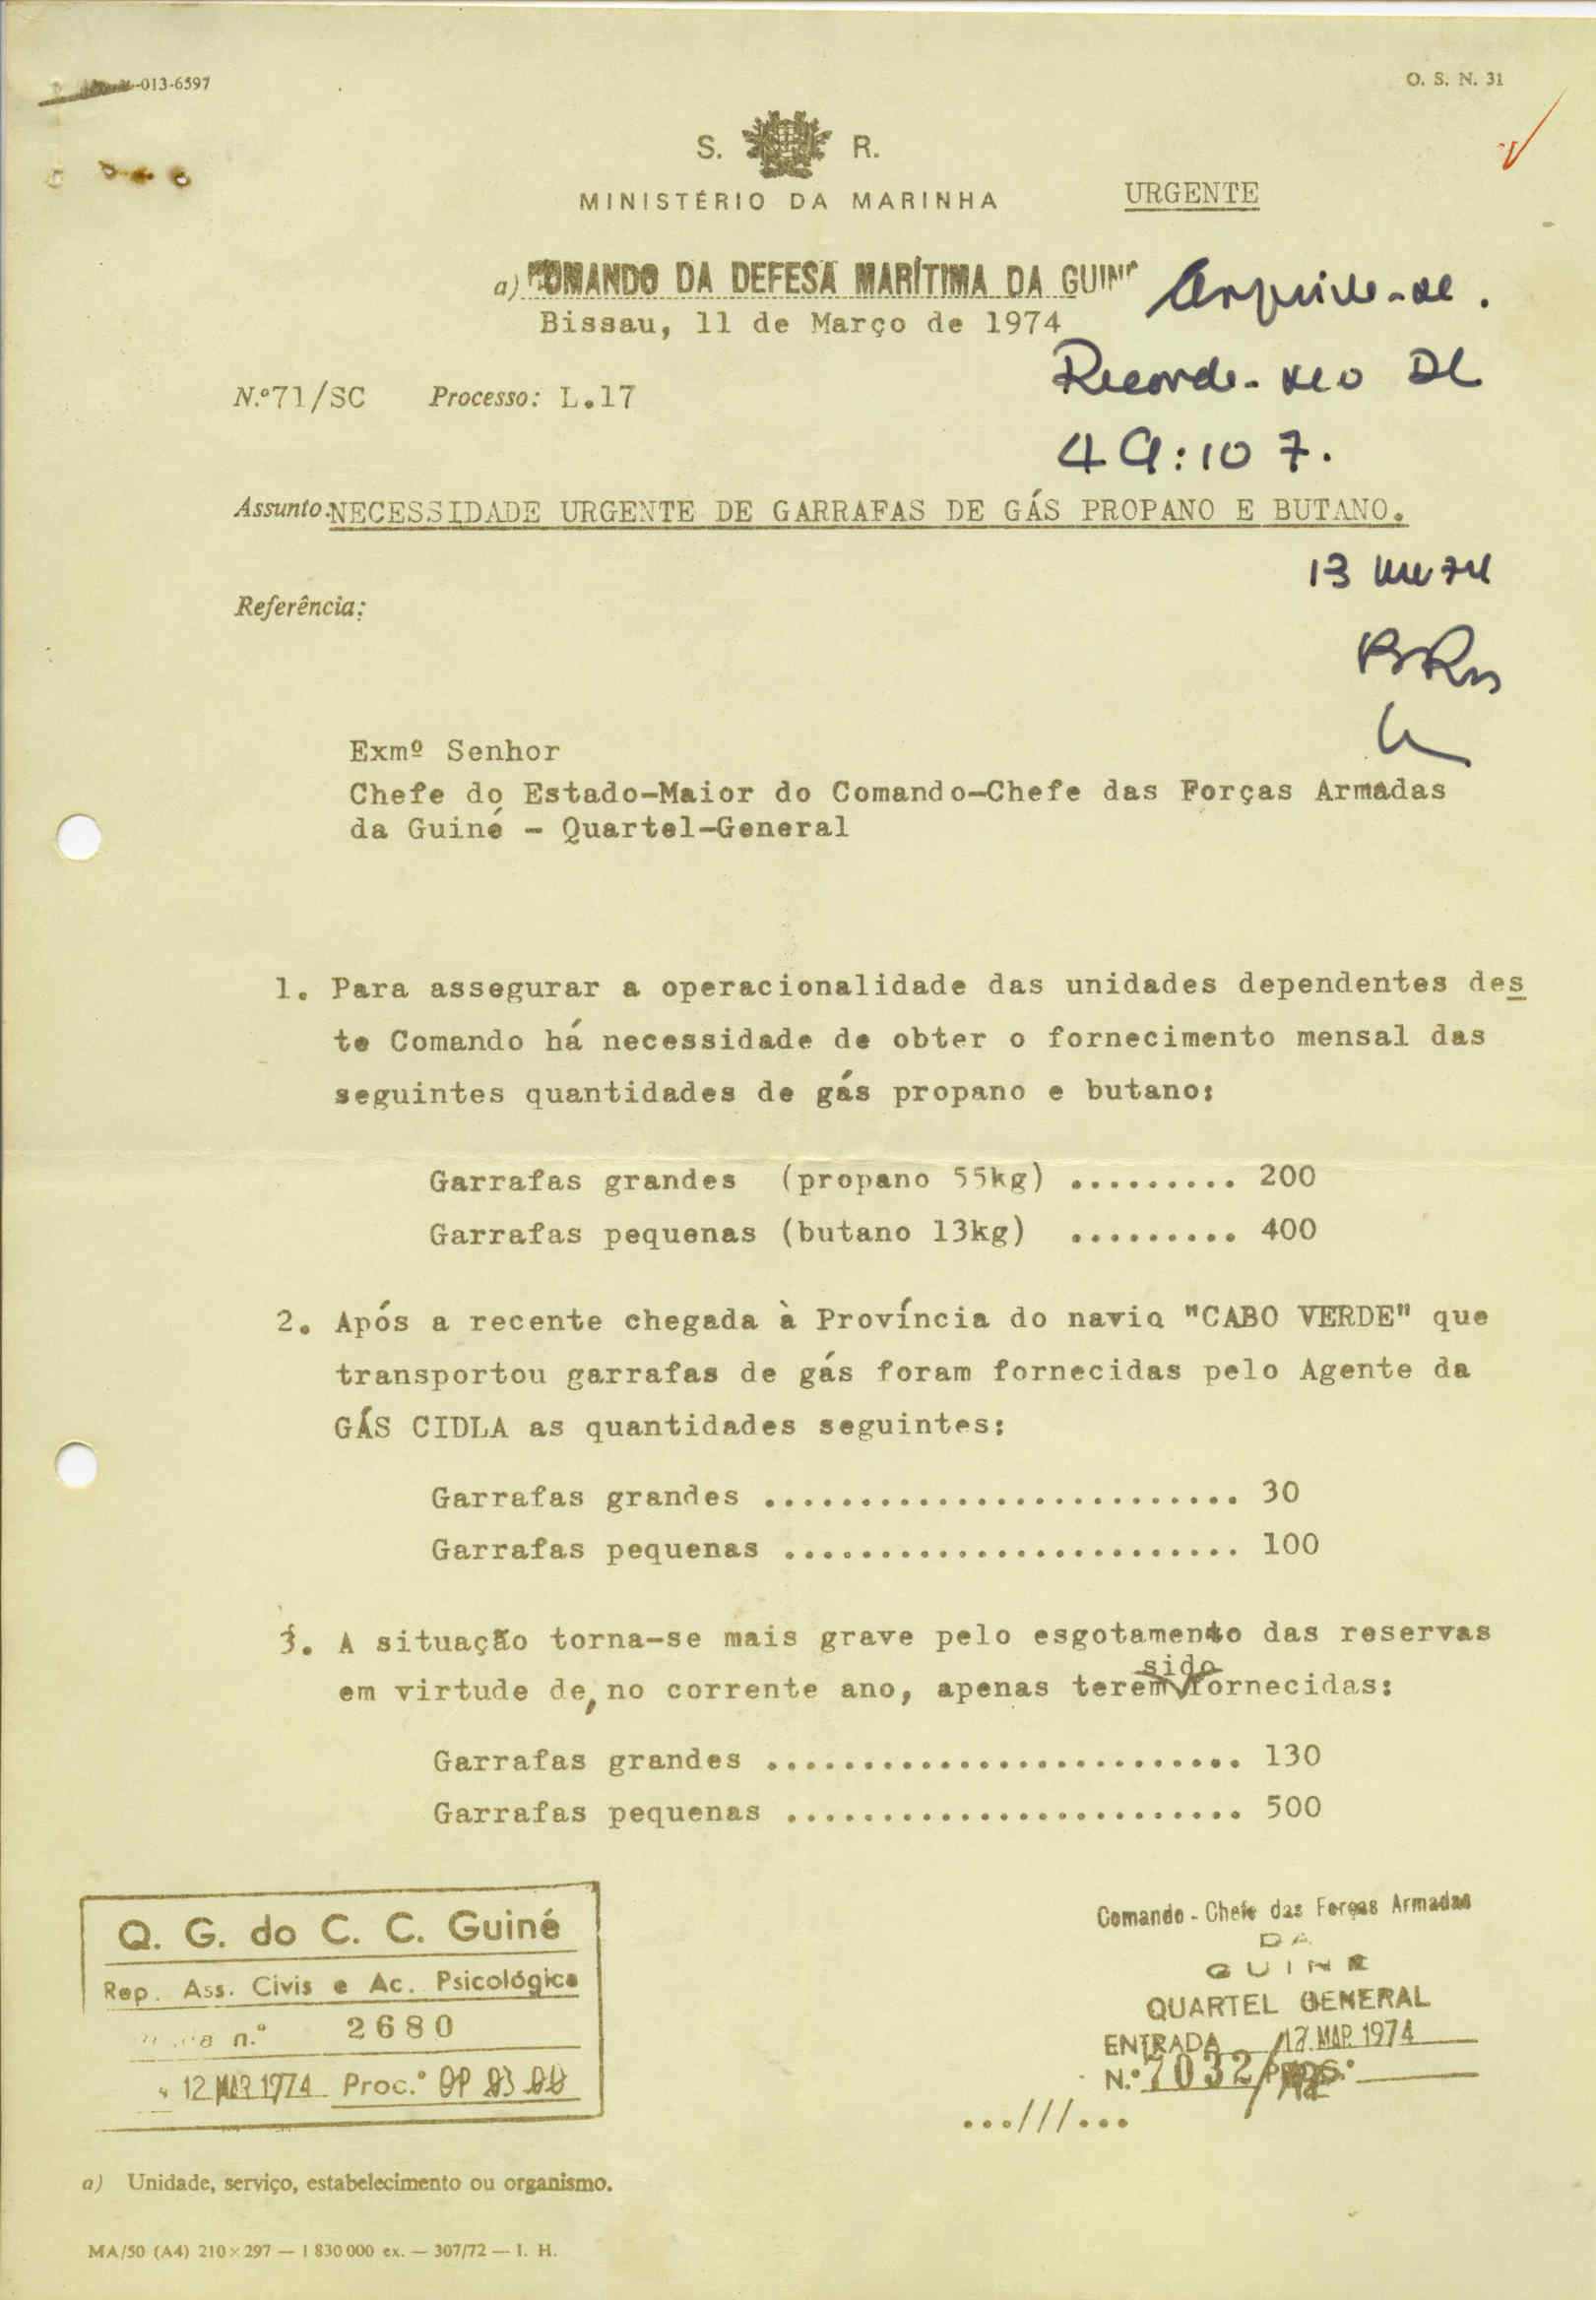 -013-6597
O. S. N. 31
S. R.
MINISTÉRIO DA MARINHA
URGENTE
a) COMANDO DA DEFESA MARÍTIMA DA GUINÉ
Arquive-se.
Bissau, 11 de Março de 1974
Recorde-se o DL
49:107.
N.º 71/SC Processo: L.17
Assunto: NECESSIDADE URGENTE DE GARRAFAS DE GÁS PROPANO E BUTANO.
13 74
Referência:
Exmº Senhor
Chefe do Estado-Maior do Comando-Chefe das Forças Armadas
da Guiné - Quartel-General
1. Para assegurar a operacionalidade das unidades dependentes des
te Comando há necessidade de obter o fornecimento mensal das
seguintes quantidades de gás propano e butano:
Garrafas grandes (propano 55kg) ......... 200
Garrafas pequenas (butano 13kg) ......... 400
2. Após a recente chegada à Província do navio "CABO VERDE" que
transportou garrafas de gás foram fornecidas pelo Agente da
GÁS CIDLA as quantidades seguintes:
Garrafas grandes ......................... 30
Garrafas pequenas ........................ 100
3. A situação torna-se mais grave pelo esgotamento das reservas
em virtude de, no corrente ano, apenas terem sido fornecidas:
Garrafas grandes ......................... 130
Garrafas pequenas ........................ 500
Q. G. do C. C. Guiné
Rep. Ass. Civis e Ac. Psicológica
n.º 2680
12 MAR 1974 Proc.º
Comando-Chefe das Forças Armadas
DA
GUINÉ
QUARTEL GENERAL
ENTRADA 12 MAR 1974
N.º 7032/
...///...
a) Unidade, serviço, estabelecimento ou organismo.
MA/50 (A4) 210×297 — 1 830 000 ex. — 307/72 — I. H.